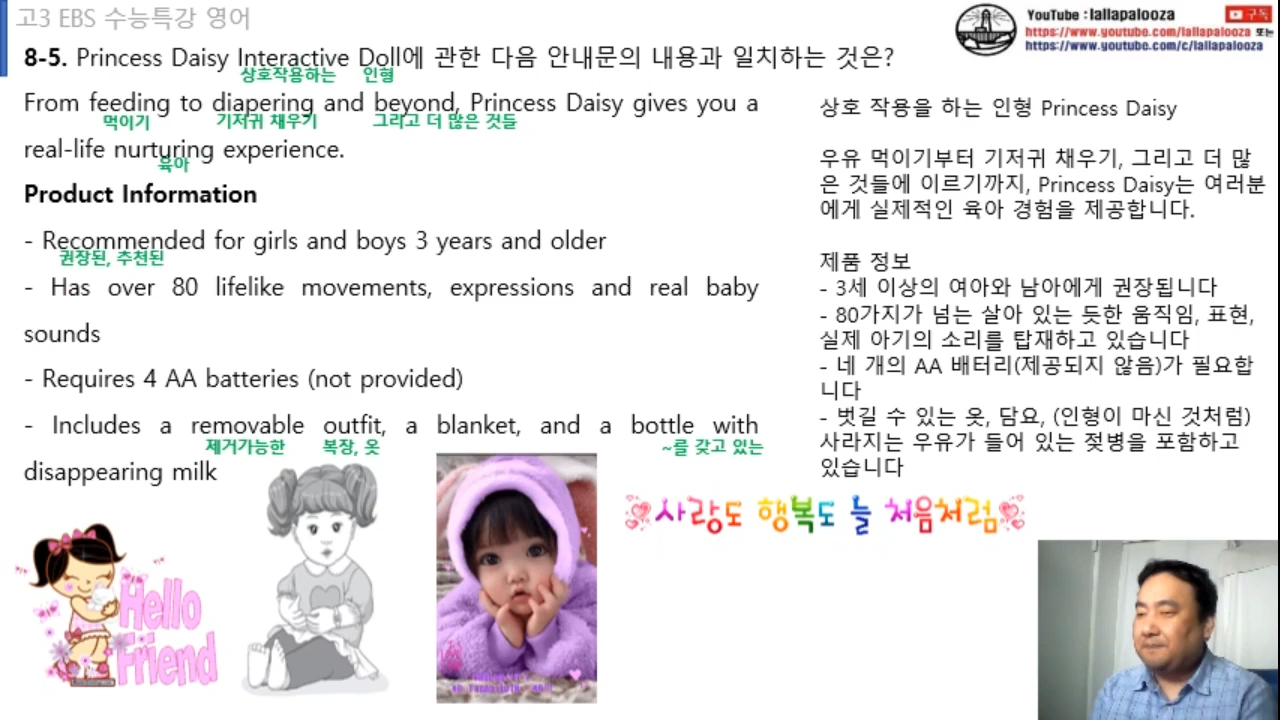 고3 EBS 수능특강 영어
YouTube : lallapalooza
구독
https://www.youtube.com/lallapalooza 또는
https://www.youtube.com/c/lallapalooza
8-5. Princess Daisy Interactive Doll에 관한 다음 안내문의 내용과 일치하는 것은?
상호작용하는 인형
From feeding to diapering and beyond, Princess Daisy gives you a
먹이기 기저귀 채우기 그리고 더 많은 것들
real-life nurturing experience.
육아
Product Information
- Recommended for girls and boys 3 years and older
권장된, 추천된
- Has over 80 lifelike movements, expressions and real baby
sounds
- Requires 4 AA batteries (not provided)
- Includes a removable outfit, a blanket, and a bottle with
제거가능한 복장, 옷 ~를 갖고 있는
disappearing milk
상호 작용을 하는 인형 Princess Daisy
우유 먹이기부터 기저귀 채우기, 그리고 더 많
은 것들에 이르기까지, Princess Daisy는 여러분
에게 실제적인 육아 경험을 제공합니다.
제품 정보
- 3세 이상의 여아와 남아에게 권장됩니다
- 80가지가 넘는 살아 있는 듯한 움직임, 표현,
실제 아기의 소리를 탑재하고 있습니다
- 네 개의 AA 배터리(제공되지 않음)가 필요합
니다
- 벗길 수 있는 옷, 담요, (인형이 마신 것처럼)
사라지는 우유가 들어 있는 젖병을 포함하고
있습니다
사랑도 행복도 늘 처음처럼
Hello
Friend